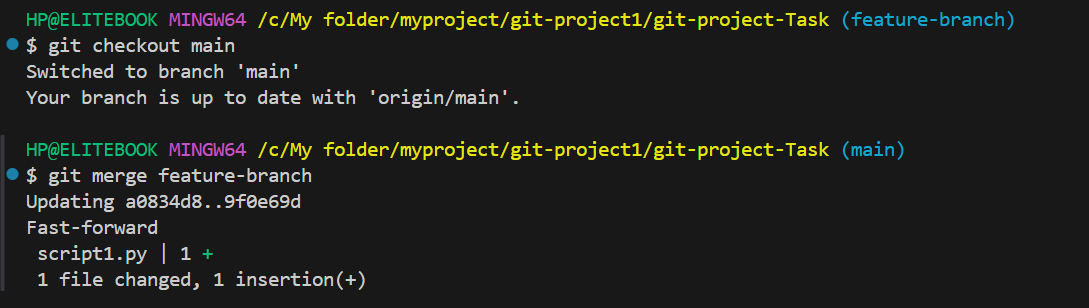 HP@ELITEBOOK MINGW64 /c/My folder/myproject/git-project1/git-project-Task (feature-branch)
$ git checkout main
Switched to branch 'main'
Your branch is up to date with 'origin/main'.
HP@ELITEBOOK MINGW64 /c/My folder/myproject/git-project1/git-project-Task (main)
$ git merge feature-branch
Updating a0834d8..9f0e69d
Fast-forward
 script1.py | 1 +
 1 file changed, 1 insertion(+)